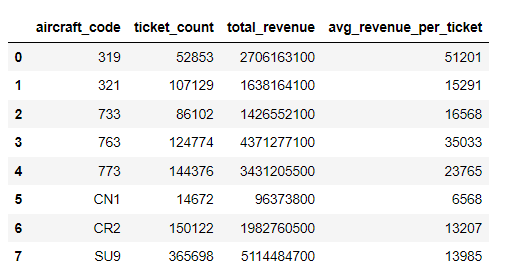 aircraft_code ticket_count total_revenue avg_revenue_per_ticket
0 319 52853 2706163100 51201
1 321 107129 1638164100 15291
2 733 86102 1426552100 16568
3 763 124774 4371277100 35033
4 773 144376 3431205500 23765
5 CN1 14672 96373800 6568
6 CR2 150122 1982760500 13207
7 SU9 365698 5114484700 13985